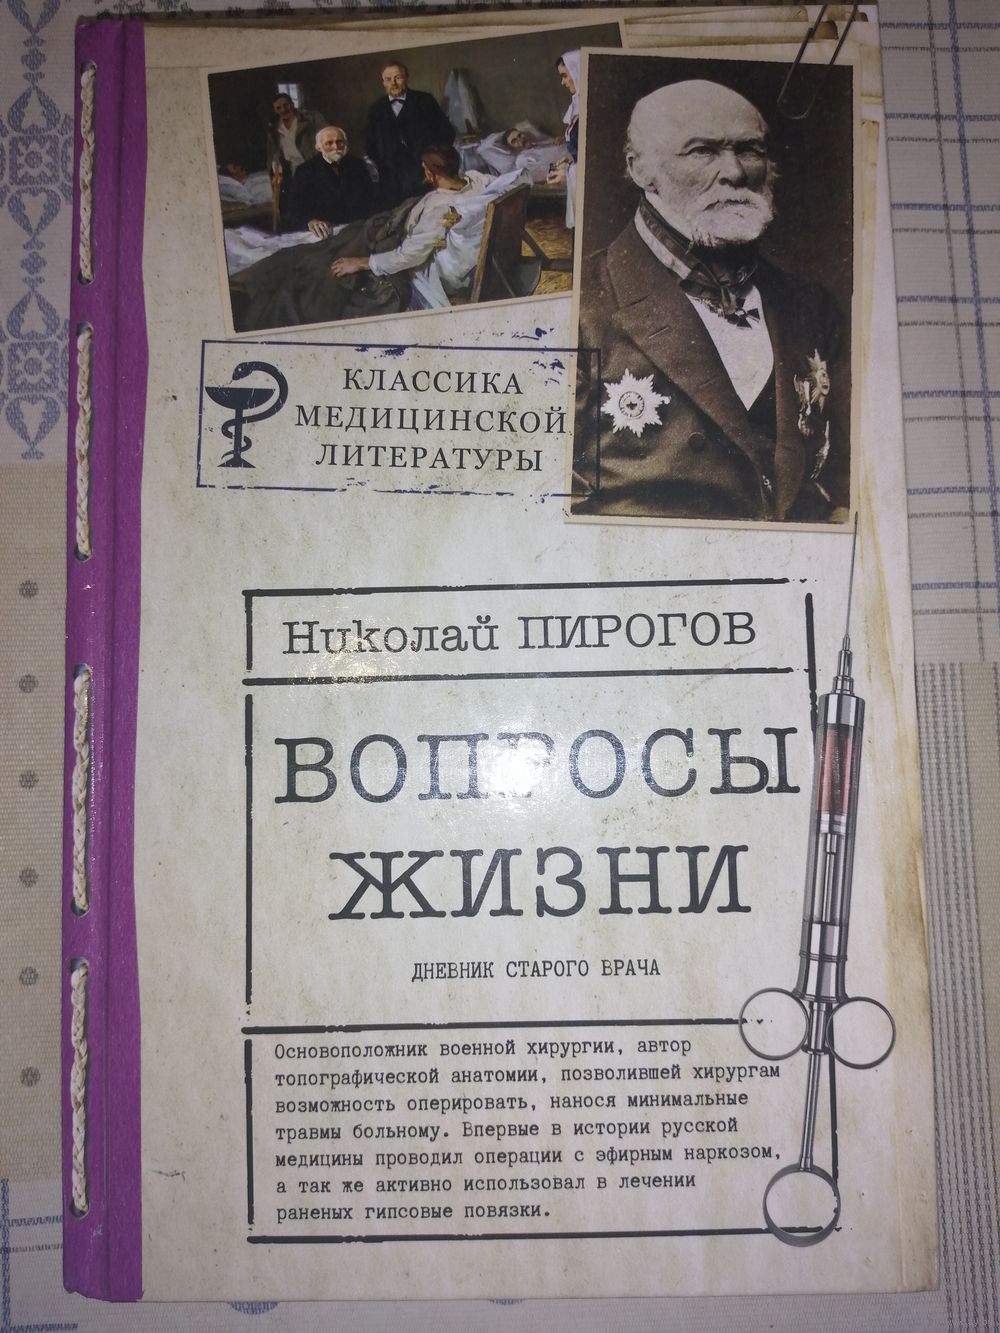 КЛАССИКА
МЕДИЦИНСКОЙ
ЛИТЕРАТУРЫ
Николай ПИРОГОВ
ВОПРОСЫ
ЖИЗНИ
ДНЕВНИК СТАРОГО ВРАЧА
Основоположник военной хирургии, автор
топографической анатомии, позволившей хирургам
возможность оперировать, нанося минимальные
травмы больному. Впервые в истории русской
медицины проводил операции с эфирным наркозом,
а так же активно использовал в лечении
раненых гипсовые повязки.